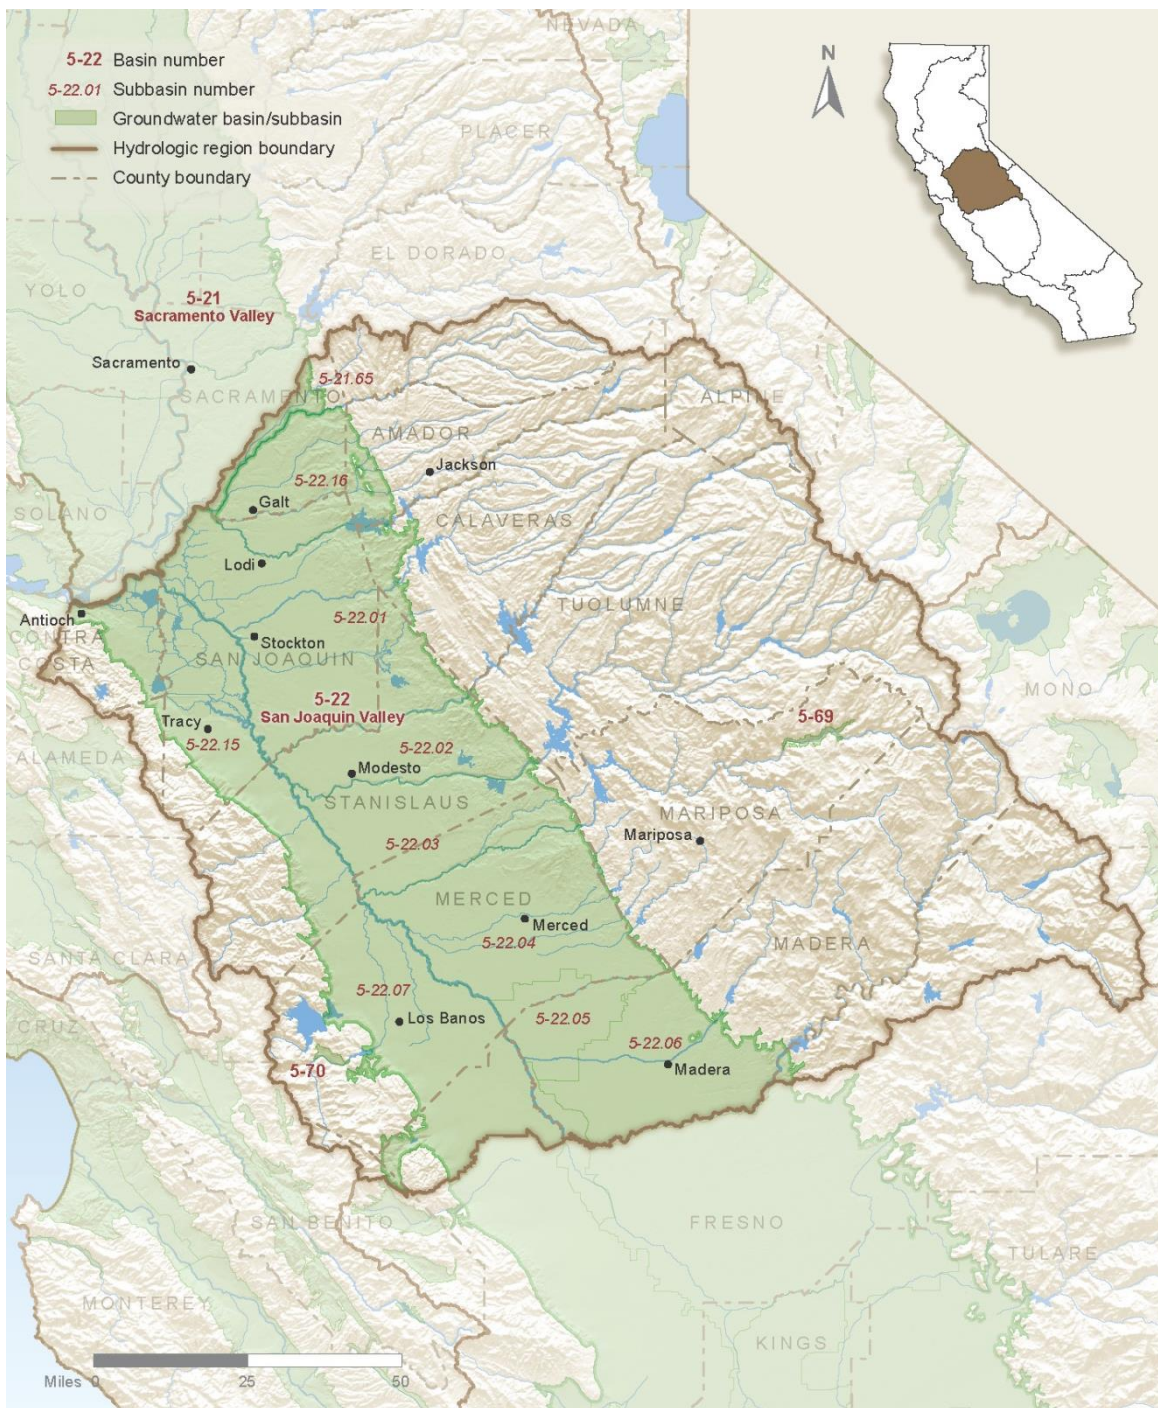 NEVADA
5-22 Basin number
5-22.01 Subbasin number
Groundwater basin/subbasin
Hydrologic region boundary
County boundary
N
PLACER
EL DORADO
YOLO
5-21
Sacramento Valley
Sacramento
SACRAMENTO
5-21.65
ALPINE
AMADOR
Jackson
5-22.16
Galt
SOLANO
CALAVERAS
Lodi
TUOLUMNE
Antioch
CONTRA
COSTA
5-22.01
Stockton
SAN JOAQUIN
5-22
San Joaquin Valley
MONO
5-69
Tracy
5-22.15
5-22.02
ALAMEDA
Modesto
STANISLAUS
MARIPOSA
Mariposa
5-22.03
MERCED
Merced
5-22.04
MADERA
SANTA CLARA
5-22.07
CRUZ
Los Banos
5-22.05
5-22.06
Madera
5-70
SAN BENITO
FRESNO
TULARE
MONTEREY
KINGS
Miles 0 25 50